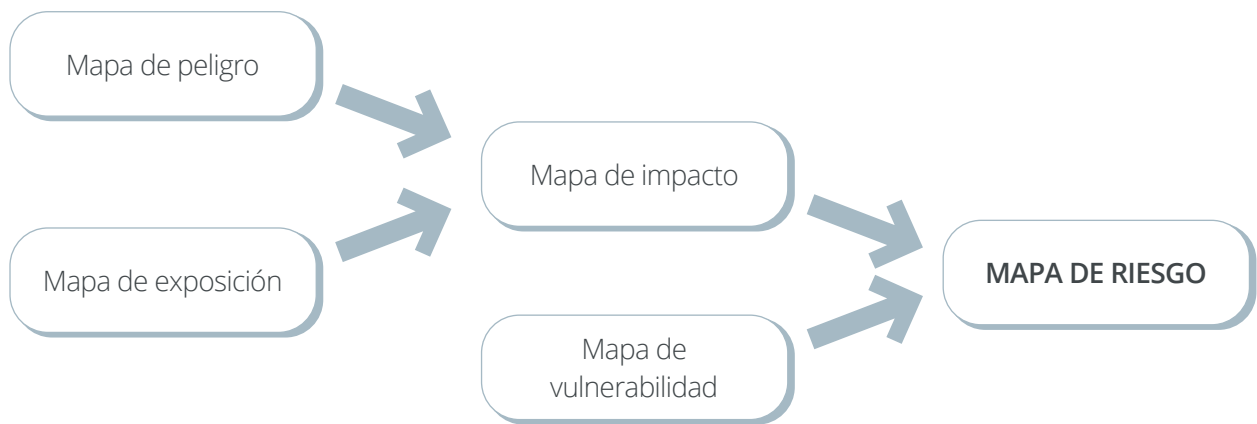 Mapa de peligro
Mapa de exposición
Mapa de impacto
Mapa de
vulnerabilidad
MAPA DE RIESGO